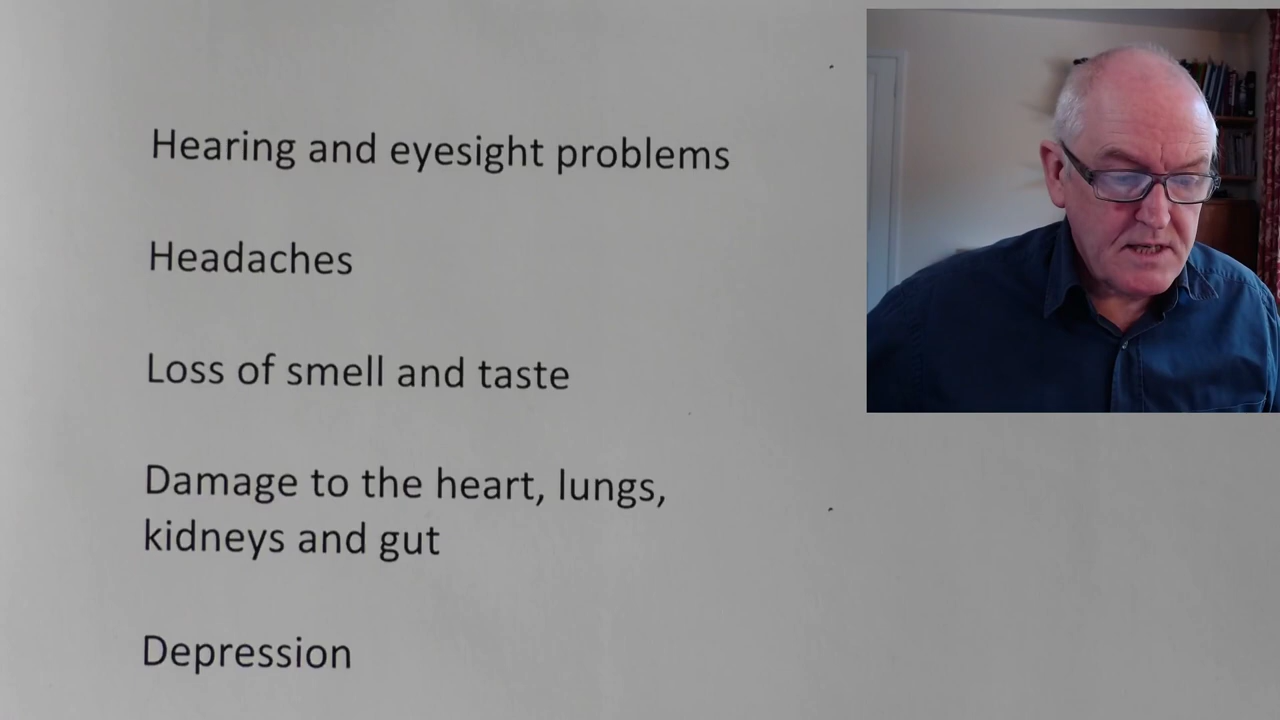 Hearing and eyesight problems
Headaches
Loss of smell and taste
Damage to the heart, lungs,
kidneys and gut
Depression